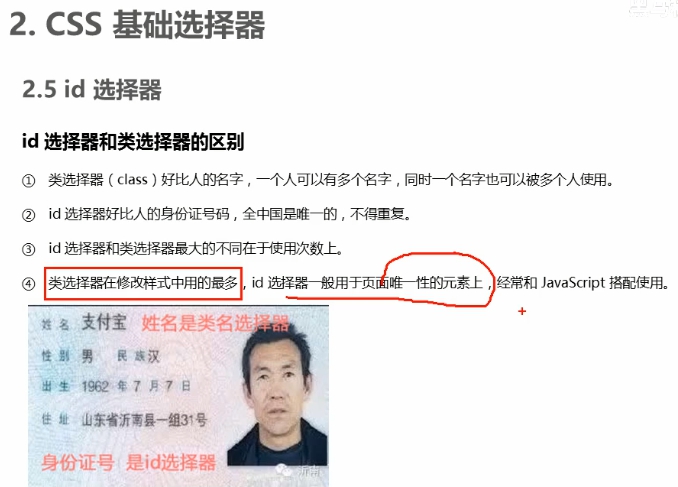 2. CSS 基础选择器
2.5 id 选择器
id 选择器和类选择器的区别
① 类选择器（class）好比人的名字，一个人可以有多个名字，同时一个名字也可以被多个人使用。
② id 选择器好比人的身份证号码，全中国是唯一的，不得重复。
③ id 选择器和类选择器最大的不同在于使用次数上。
④ 类选择器在修改样式中用的最多，id 选择器一般用于页面唯一性的元素上，经常和 JavaScript 搭配使用。
姓名 支付宝 姓名是类名选择器
性别 男 民族汉
出生 1962 年 7 月 7 日
住址 山东省沂南县一组31号
身份证号 是id选择器
沂南